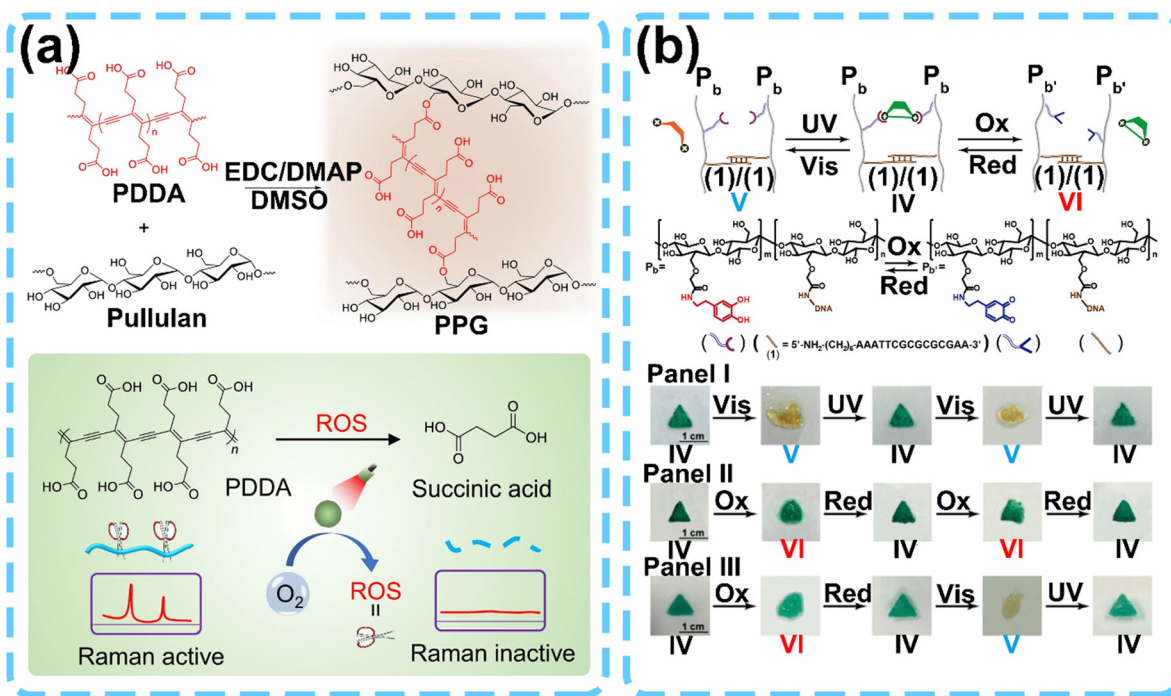 (a)
PDDA
+
Pullulan
EDC/DMAP
DMSO
PPG
PDDA
ROS
Succinic acid
O2
ROS
Raman active
Raman inactive
(b)
Pb Pb Pb Pb Pb' Pb'
UV Ox
Vis Red
(1)/(1) (1)/(1) (1)/(1)
V IV VI
Pb=
Ox
Red
Pb'=
DNA DNA
(1) = 5'-NH2-(CH2)6-AAATTCGCGCGCGAA-3'
Panel I
Vis UV Vis UV
1 cm
IV V IV V IV
Panel II
Ox Red Ox Red
1 cm
IV VI IV VI IV
Panel III
Ox Red Vis UV
1 cm
IV VI IV V IV